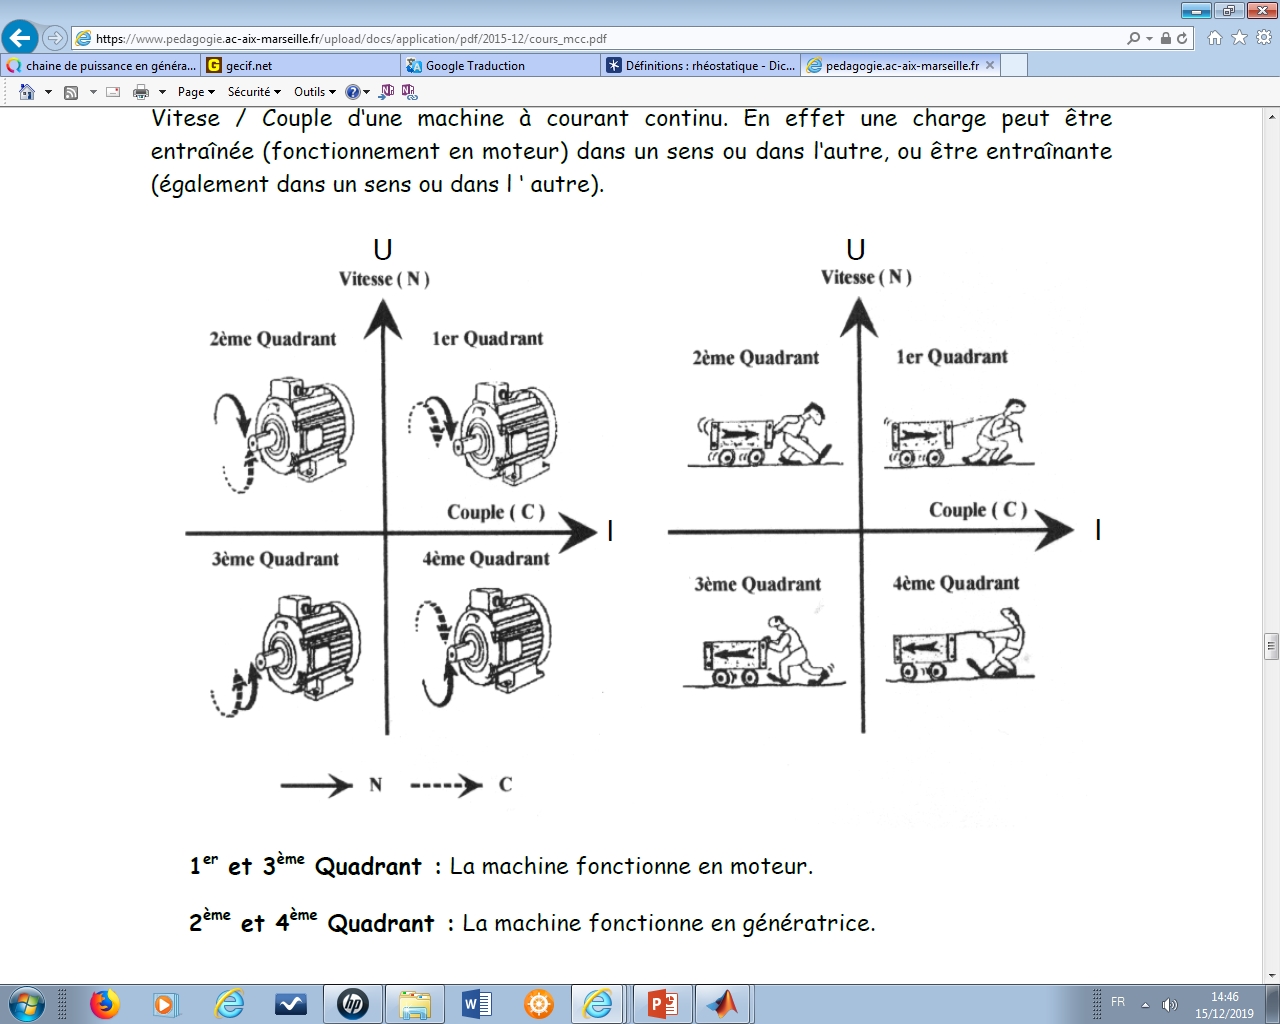 https://www.pedagogie.ac-aix-marseille.fr/upload/docs/application/pdf/2015-12/cours_mcc.pdf
chaine de puissance en généra...
gecif.net
Google Traduction
Définitions : rhéostatique - Dic...
pedagogie.ac-aix-marseille.fr
Page
Sécurité
Outils
Vitese / Couple d'une machine à courant continu. En effet une charge peut être
entraînée (fonctionnement en moteur) dans un sens ou dans l'autre, ou être entraînante
(également dans un sens ou dans l ' autre).
U
Vitesse ( N )
2ème Quadrant
1er Quadrant
Couple ( C )
I
3ème Quadrant
4ème Quadrant
N
C
U
Vitesse ( N )
2ème Quadrant
1er Quadrant
Couple ( C )
I
3ème Quadrant
4ème Quadrant
1er et 3ème Quadrant : La machine fonctionne en moteur.
2ème et 4ème Quadrant : La machine fonctionne en génératrice.
FR
14:46
15/12/2019